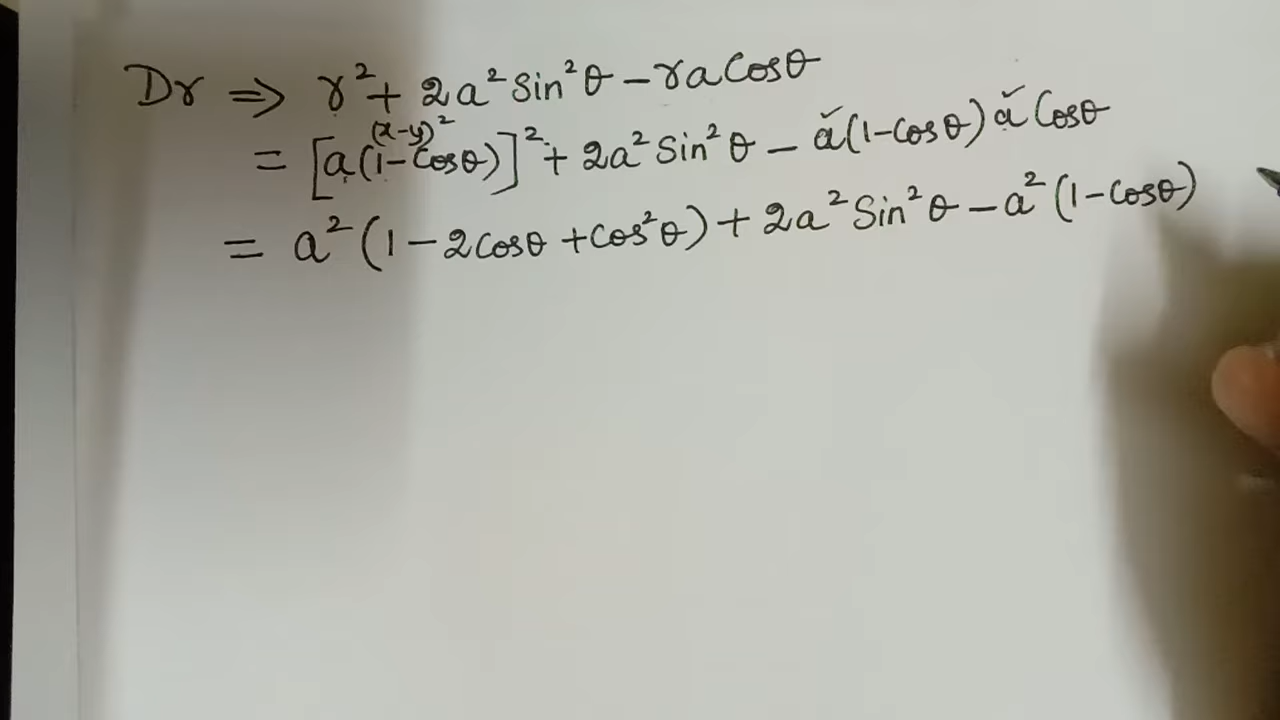 Dr ⇒ r² + 2a² Sin²θ − ra Cosθ
(x−y)²
= [a(1−Cosθ)]² + 2a² Sin²θ − a(1−Cosθ) a Cosθ
= a² (1 − 2Cosθ + Cos²θ) + 2a² Sin²θ − a² (1−Cosθ)